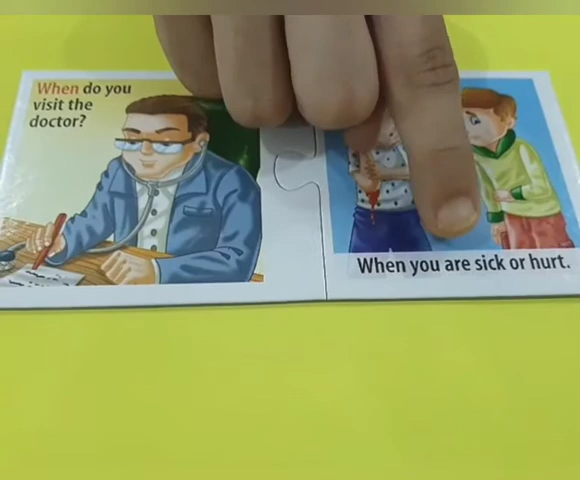 When do you
visit the
doctor?
When you are sick or hurt.